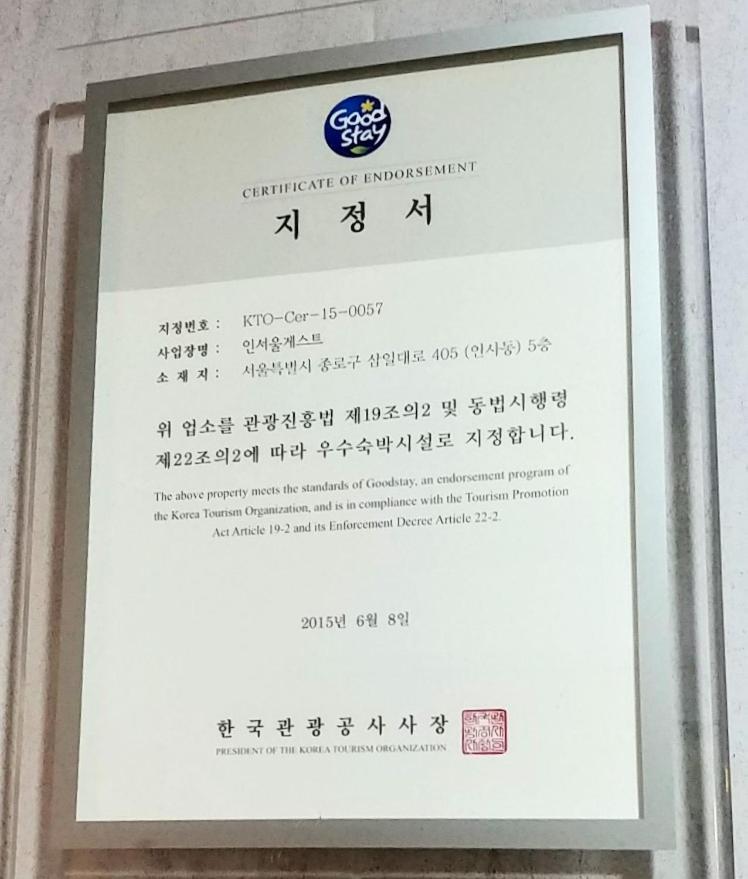 Good
Stay
CERTIFICATE OF ENDORSEMENT
지 정 서
지정번호 : KTO-Cer-15-0057
사업장명 : 인서울게스트
소 재 지 : 서울특별시 종로구 삼일대로 405 (인사동) 5층
위 업소를 관광진흥법 제19조의2 및 동법시행령
제22조의2에 따라 우수숙박시설로 지정합니다.
The above property meets the standards of Goodstay, an endorsement program of
the Korea Tourism Organization, and is in compliance with the Tourism Promotion
Act Article 19-2 and its Enforcement Decree Article 22-2.
2015년 6월 8일
한 국 관 광 공 사 사 장
PRESIDENT OF THE KOREA TOURISM ORGANIZATION